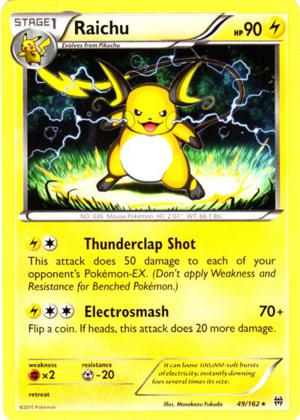 STAGE1 Raichu HP90
Evolves from Pikachu
NO. 026 Mouse Pokémon. HT: 2'07" WT: 66.1 lbs.
Thunderclap Shot
This attack does 50 damage to each of your
opponent's Pokémon-EX. (Don't apply Weakness and
Resistance for Benched Pokémon.)
Electrosmash 70+
Flip a coin. If heads, this attack does 20 more damage.
weakness resistance
×2 -20
retreat
It can loose 100,000-volt bursts
of electricity, instantly downing
foes several times its size.
©2015 Pokémon Illus. Masakazu Fukuda 49/162